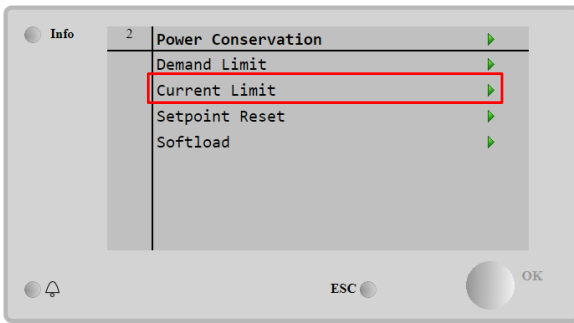 Info
2 Power Conservation
Demand Limit
Current Limit
Setpoint Reset
Softload
ESC
OK